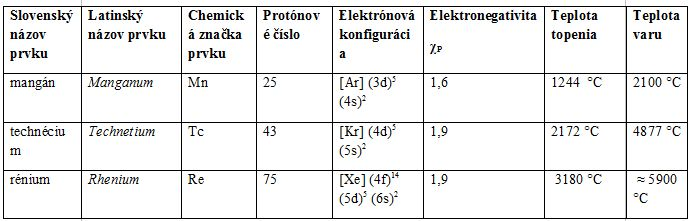 Slovenský názov prvku | Latinský názov prvku | Chemická značka prvku | Protónové číslo | Elektrónová konfigurácia | Elektronegativita χP | Teplota topenia | Teplota varu
mangán | Manganum | Mn | 25 | [Ar] (3d)⁵ (4s)² | 1,6 | 1244 °C | 2100 °C
technécium | Technetium | Tc | 43 | [Kr] (4d)⁵ (5s)² | 1,9 | 2172 °C | 4877 °C
rénium | Rhenium | Re | 75 | [Xe] (4f)¹⁴ (5d)⁵ (6s)² | 1,9 | 3180 °C | ≈ 5900 °C